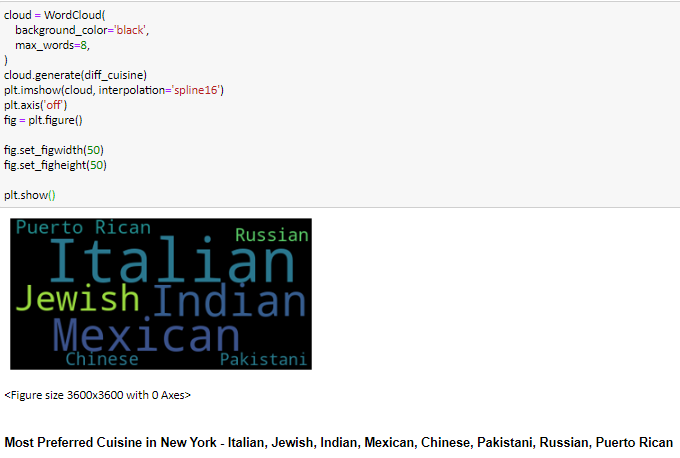 cloud = WordCloud(
    background_color='black',
    max_words=8,
)
cloud.generate(diff_cuisine)
plt.imshow(cloud, interpolation='spline16')
plt.axis('off')
fig = plt.figure()

fig.set_figwidth(50)
fig.set_figheight(50)

plt.show()
Puerto Rican
Russian
Italian
Jewish Indian
Mexican
Chinese Pakistani
<Figure size 3600x3600 with 0 Axes>
Most Preferred Cuisine in New York - Italian, Jewish, Indian, Mexican, Chinese, Pakistani, Russian, Puerto Rican